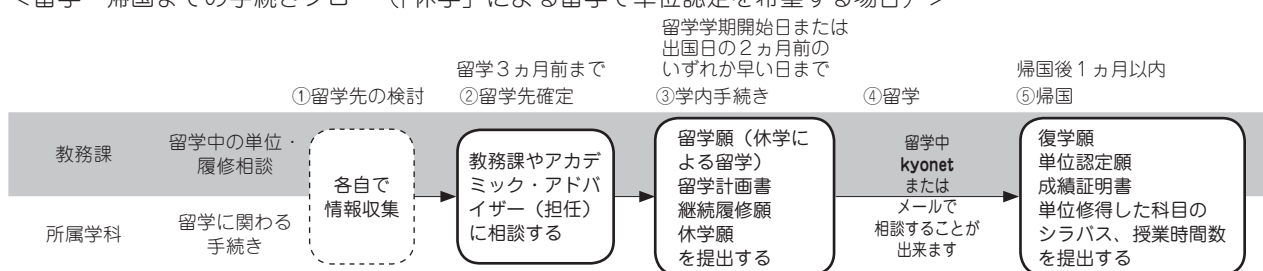 ＜留学～帰国までの手続きフロー（「休学」による留学で単位認定を希望する場合）＞
留学学期開始日または
出国日の２ヵ月前の
いずれか早い日まで
留学３ヵ月前まで
帰国後１ヵ月以内
①留学先の検討
②留学先確定
③学内手続き
④留学
⑤帰国
教務課
留学中の単位・
履修相談
所属学科
留学に関わる
手続き
各自で
情報収集
教務課やアカデ
ミック・アドバ
イザー（担任）
に相談する
留学願（休学に
よる留学）
留学計画書
継続履修願
休学願
を提出する
留学中
kyonet
または
メールで
相談することが
出来ます
復学願
単位認定願
成績証明書
単位修得した科目の
シラバス、授業時間数
を提出する